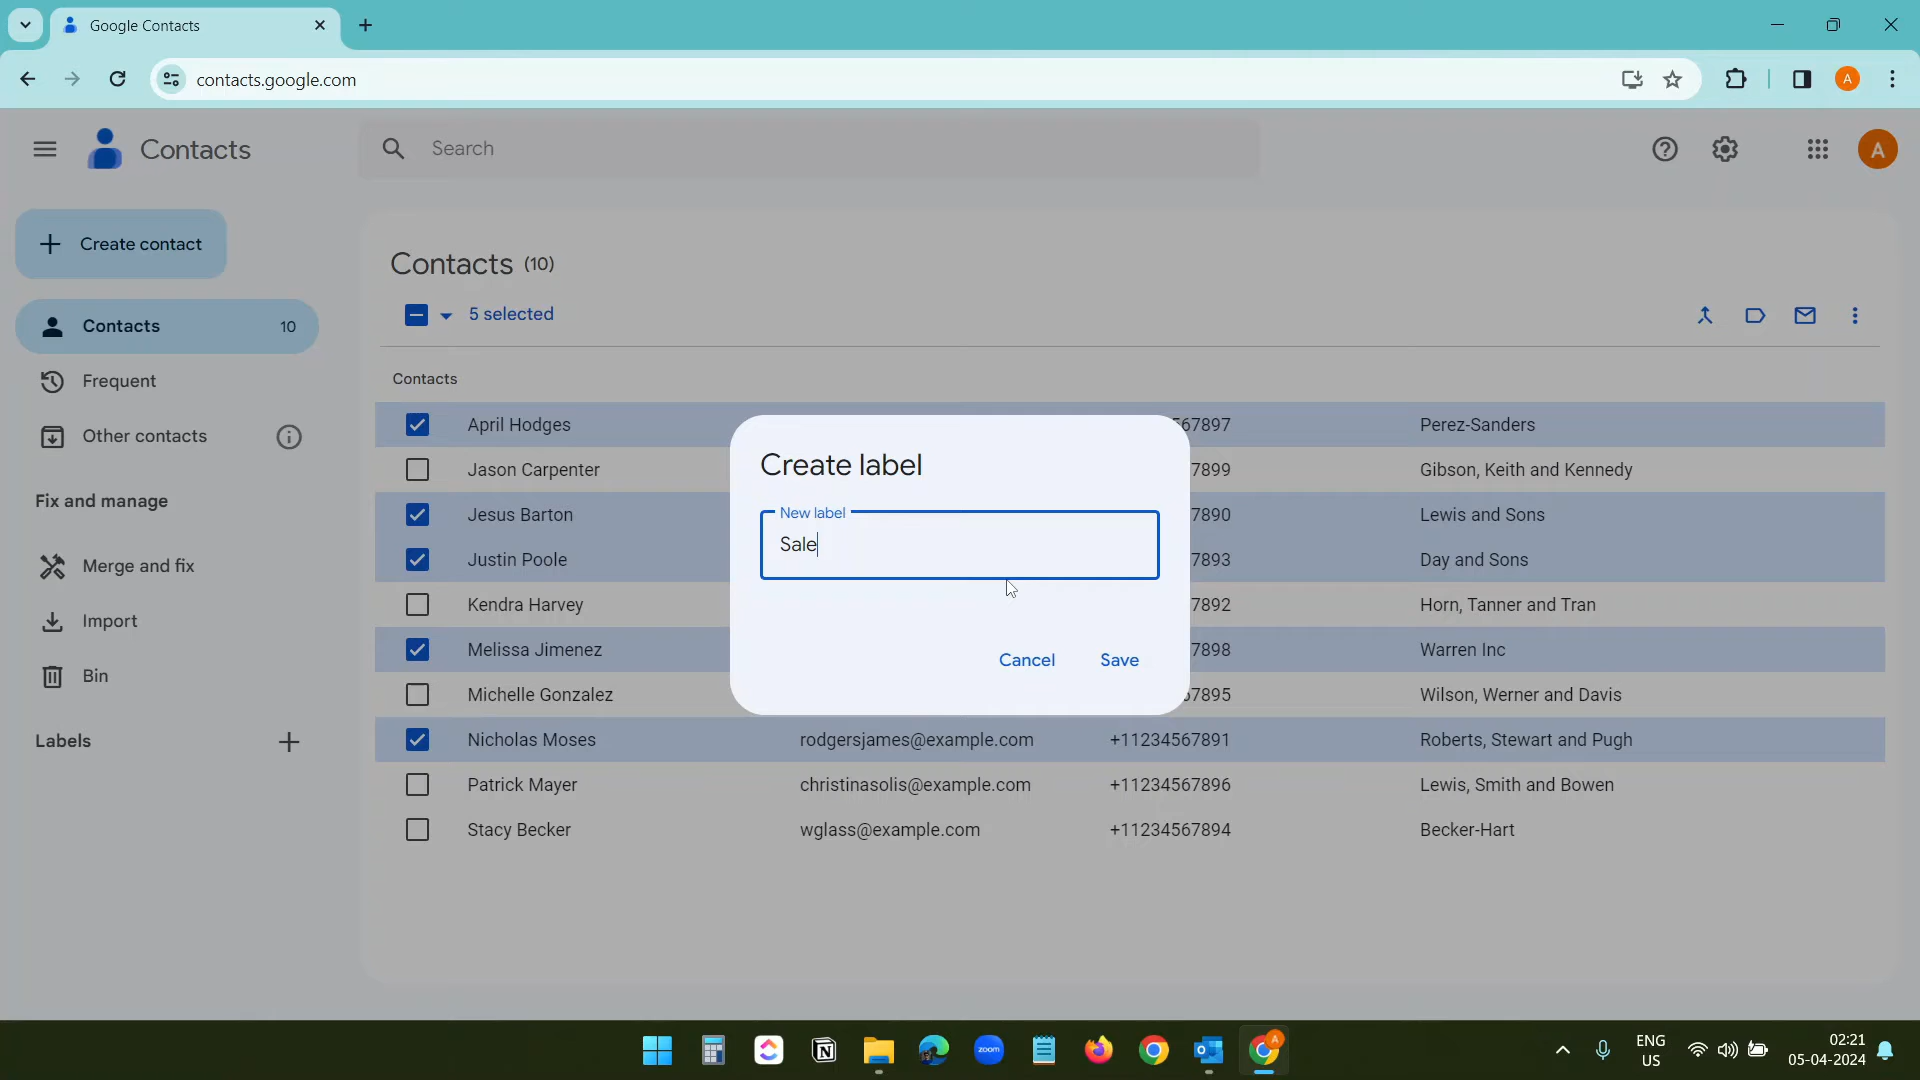 Google Contacts
contacts.google.com
A
Contacts
Search
A
Create contact
Contacts (10)
Contacts 10
5 selected
Frequent
Contacts
Other contacts
April Hodges 567897 Perez-Sanders
Create label
Jason Carpenter 7899 Gibson, Keith and Kennedy
Fix and manage
New label
Jesus Barton 7890 Lewis and Sons
Sale
Merge and fix
Justin Poole 7893 Day and Sons
Kendra Harvey 7892 Horn, Tanner and Tran
Import
Melissa Jimenez 7898 Warren Inc
Cancel Save
Bin
Michelle Gonzalez 7895 Wilson, Werner and Davis
Labels
Nicholas Moses rodgersjames@example.com +11234567891 Roberts, Stewart and Pugh
Patrick Mayer christinasolis@example.com +11234567896 Lewis, Smith and Bowen
Stacy Becker wglass@example.com +11234567894 Becker-Hart
zoom
A
ENG
US
02:21
05-04-2024